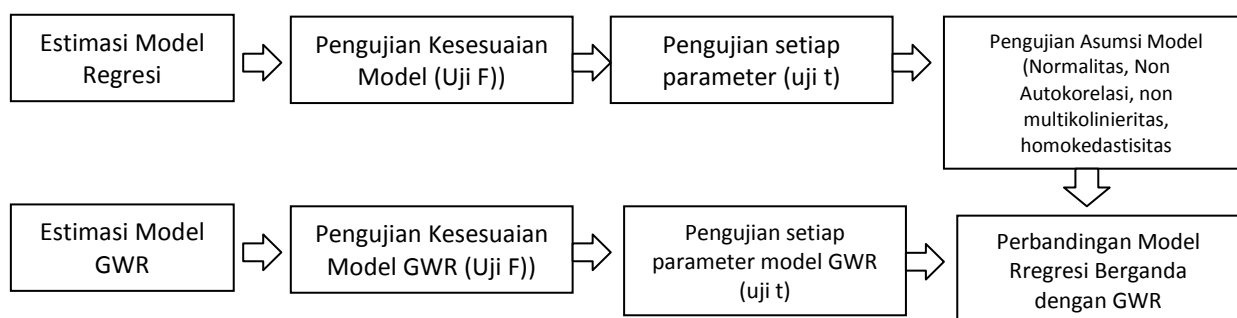 Estimasi Model
Regresi
Pengujian Kesesuaian
Model (Uji F))
Pengujian setiap
parameter (uji t)
Pengujian Asumsi Model
(Normalitas, Non
Autokorelasi, non
multikolinieritas,
homokedastisitas
Estimasi Model
GWR
Pengujian Kesesuaian
Model GWR (Uji F))
Pengujian setiap
parameter model GWR
(uji t)
Perbandingan Model
Rregresi Berganda
dengan GWR